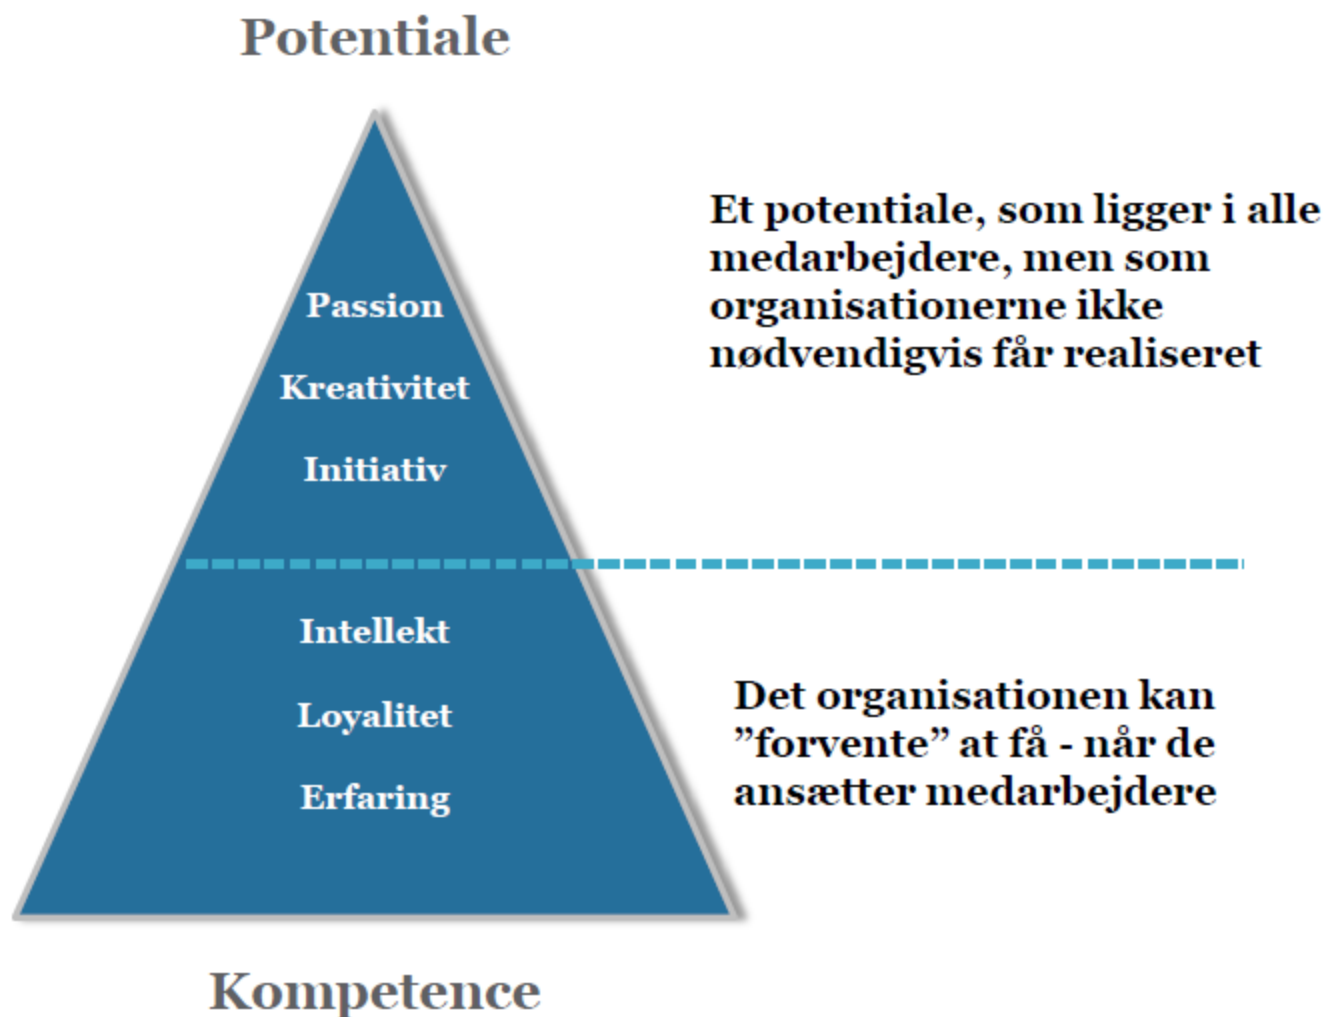 Potentiale
Et potentiale, som ligger i alle
medarbejdere, men som
organisationerne ikke
nødvendigvis får realiseret
Passion
Kreativitet
Initiativ
Intellekt
Loyalitet
Erfaring
Det organisationen kan
”forvente” at få - når de
ansætter medarbejdere
Kompetence